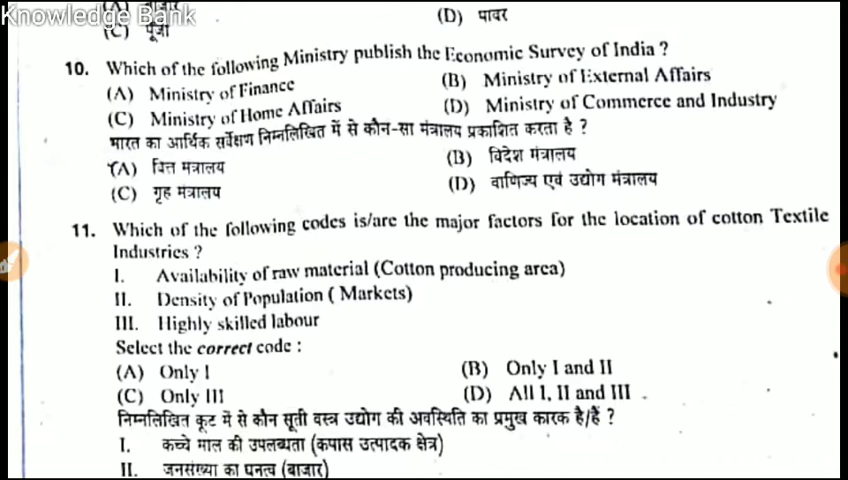 Knowledge Bank
(A) बाजार
(D) पावर
(C) पूंजी
10. Which of the following Ministry publish the Economic Survey of India ?
(A) Ministry of Finance
(B) Ministry of External Affairs
(C) Ministry of Home Affairs
(D) Ministry of Commerce and Industry
भारत का आर्थिक सर्वेक्षण निम्नलिखित में से कौन-सा मंत्रालय प्रकाशित करता है ?
(A) वित्त मंत्रालय
(B) विदेश मंत्रालय
(C) गृह मंत्रालय
(D) वाणिज्य एवं उद्योग मंत्रालय
11. Which of the following codes is/are the major factors for the location of cotton Textile
Industries ?
I. Availability of raw material (Cotton producing area)
II. Density of Population ( Markets)
III. Highly skilled labour
Select the correct code :
(A) Only I
(B) Only I and II
(C) Only III
(D) All I, II and III
निम्नलिखित कूट में से कौन सूती वस्त्र उद्योग की अवस्थिति का प्रमुख कारक है/हैं ?
I. कच्चे माल की उपलब्यता (कपास उत्पादक क्षेत्र)
II. जनसंख्या का घनत्व (बाजार)